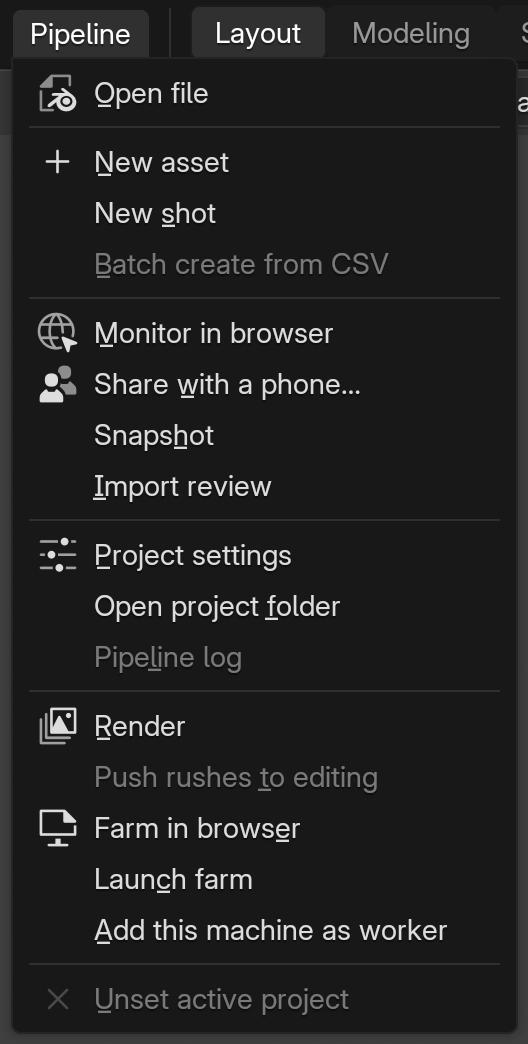 Pipeline Layout Modeling
Open file
New asset
New shot
Batch create from CSV
Monitor in browser
Share with a phone...
Snapshot
Import review
Project settings
Open project folder
Pipeline log
Render
Push rushes to editing
Farm in browser
Launch farm
Add this machine as worker
Unset active project